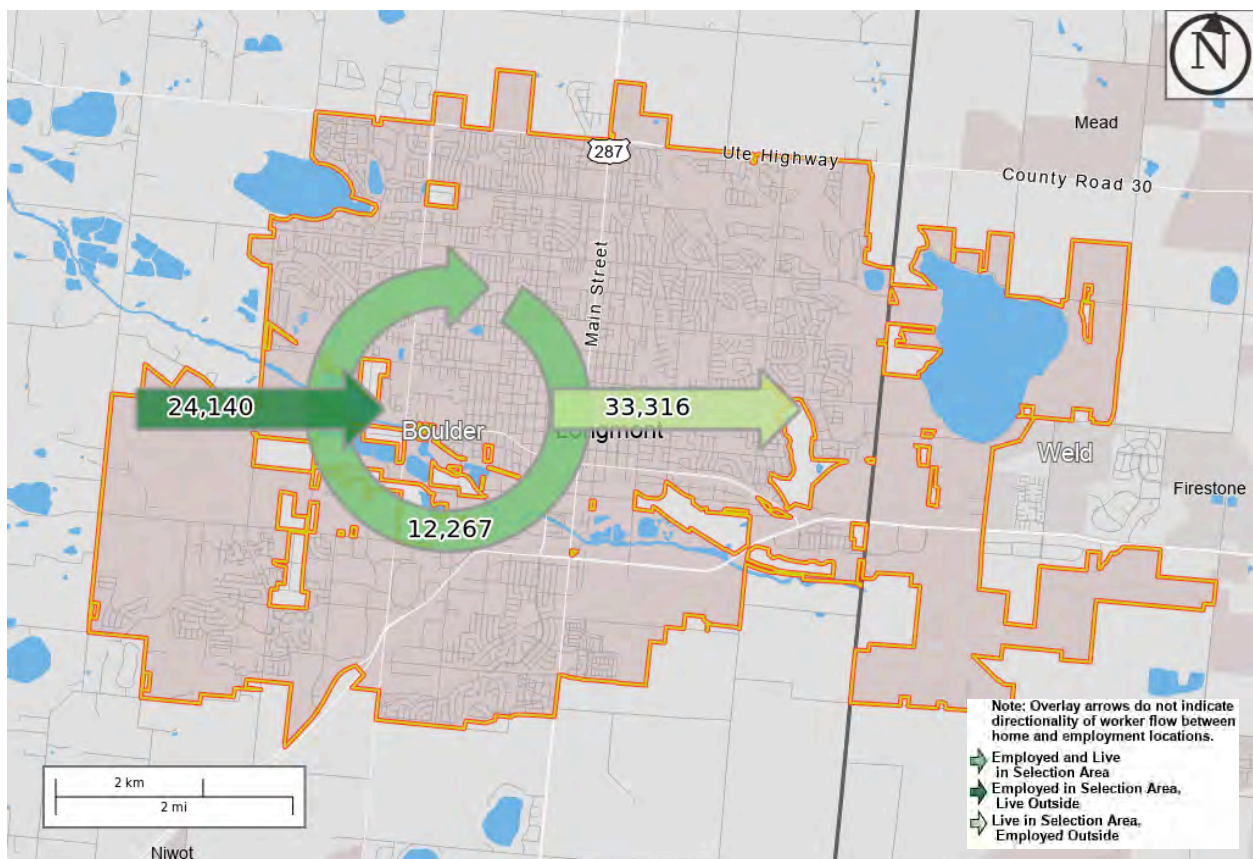 N
Mead
287
Ute Highway
County Road 30
Main Street
24,140
33,316
Boulder
Longmont
Weld
Firestone
12,267
Note: Overlay arrows do not indicate
directionality of worker flow between
home and employment locations.
Employed and Live
in Selection Area
Employed in Selection Area,
Live Outside
Live in Selection Area,
Employed Outside
2 km
2 mi
Niwot